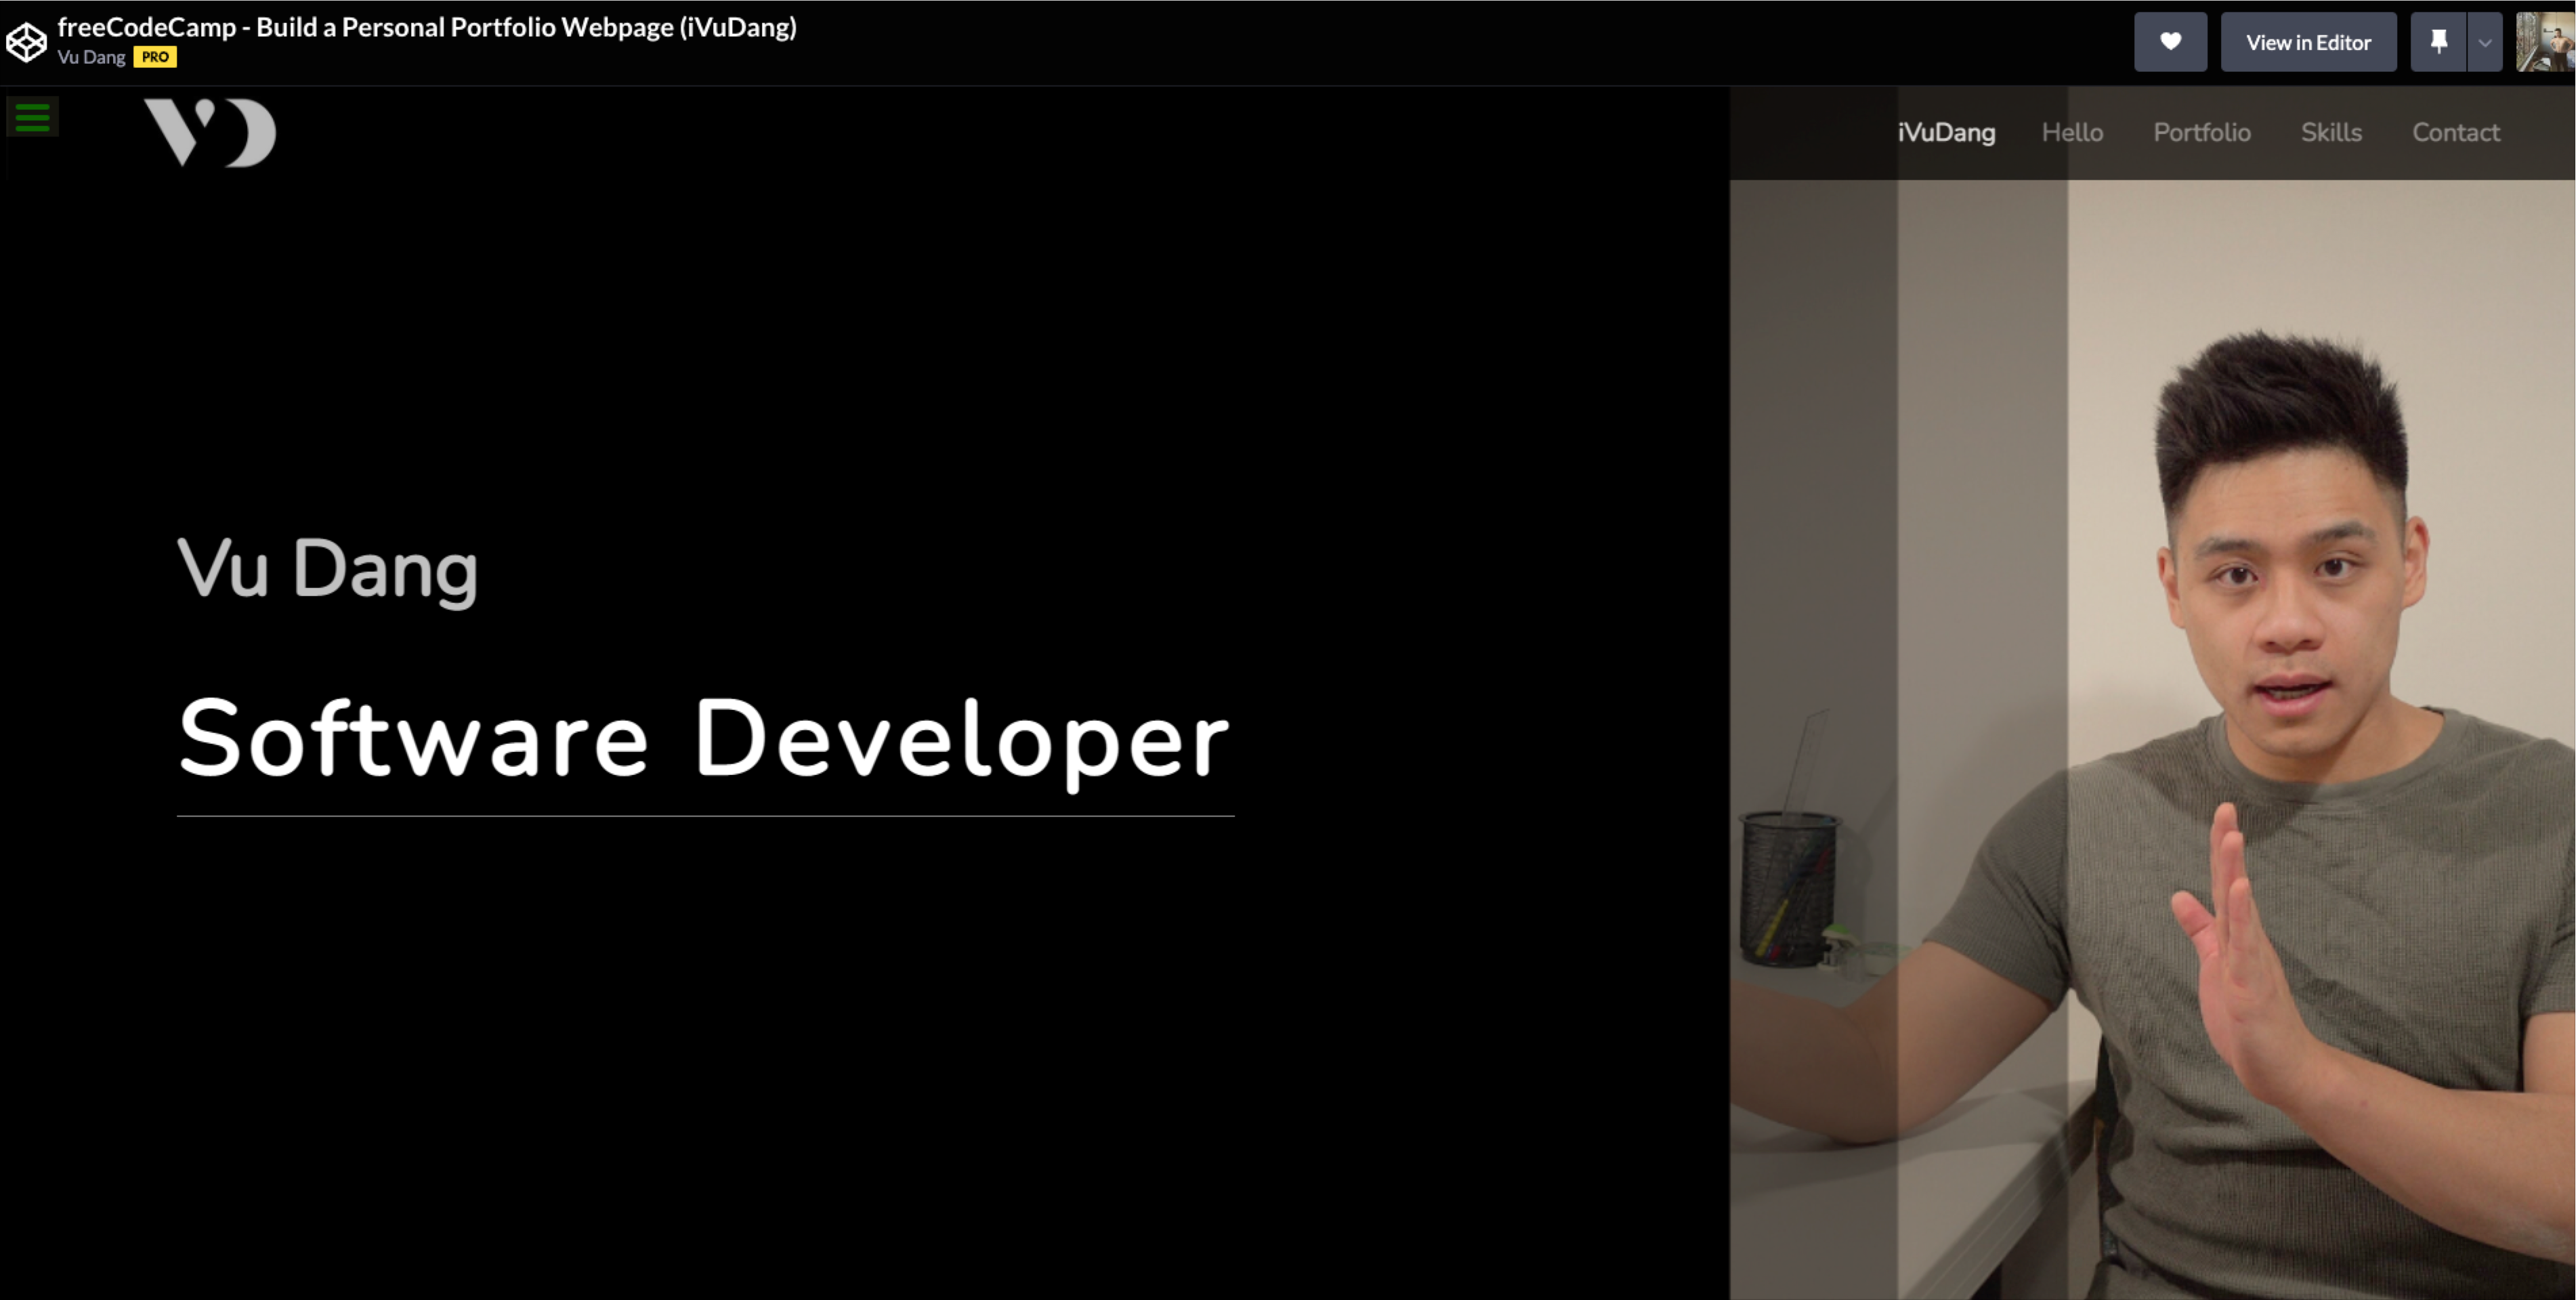 freeCodeCamp - Build a Personal Portfolio Webpage (iVuDang)
Vu Dang PRO
View in Editor
VD
iVuDang Hello Portfolio Skills Contact
Vu Dang
Software Developer